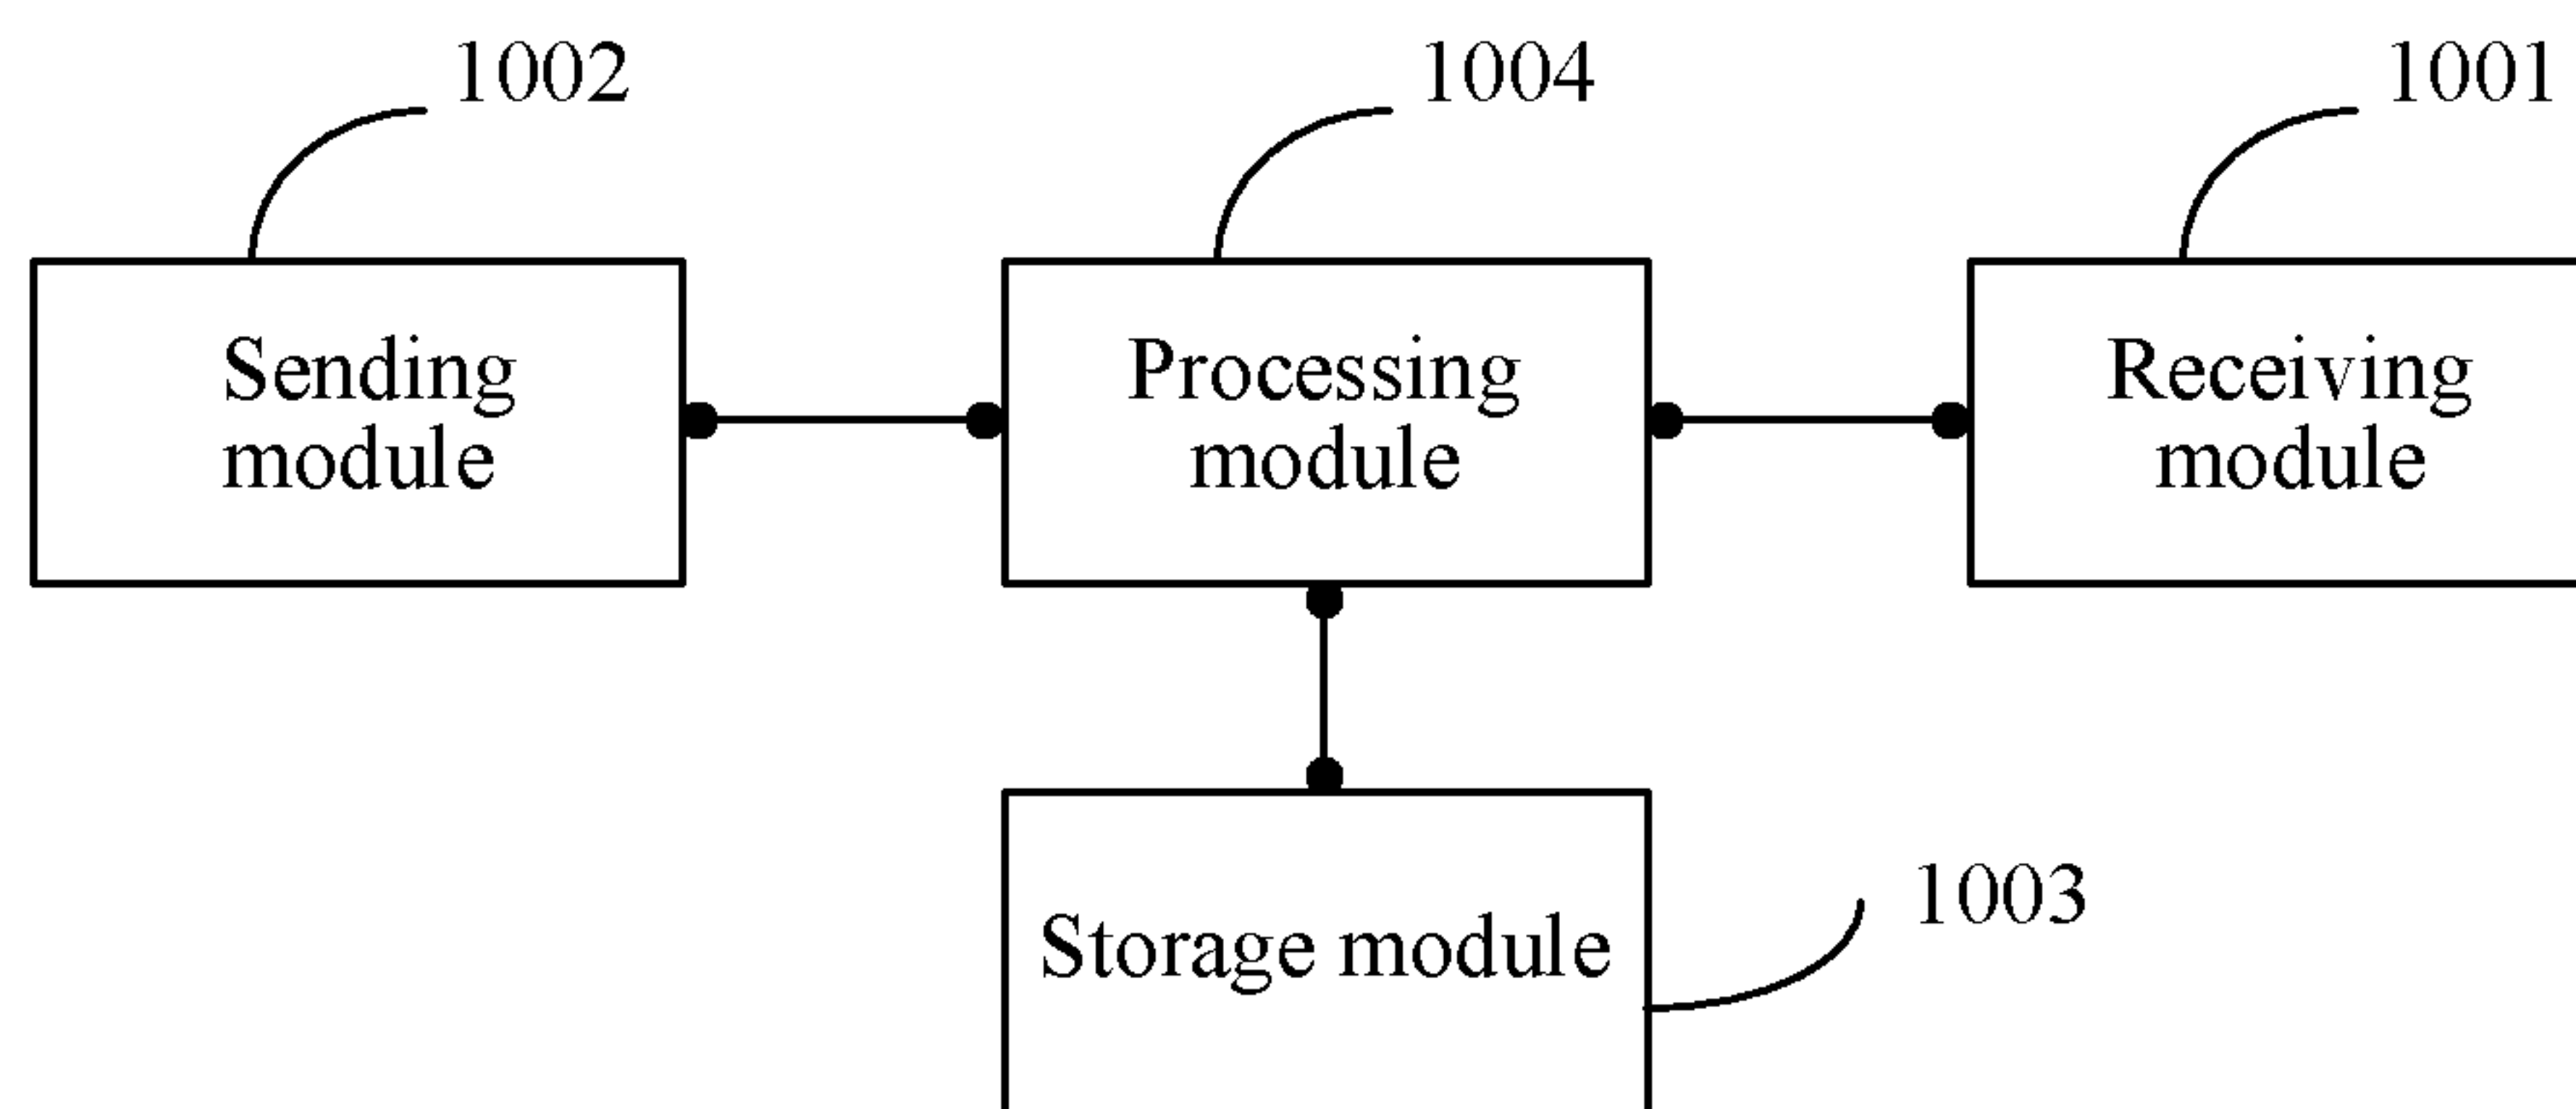 1002
1004
1001
Sending
module
Processing
module
Receiving
module
Storage module
1003